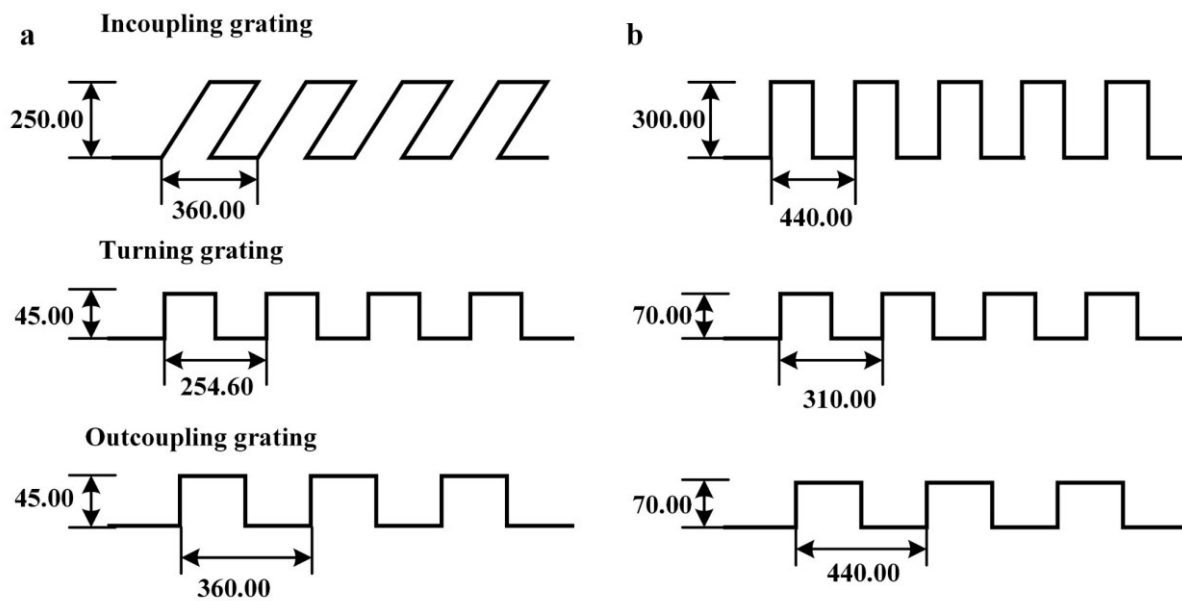 a
Incoupling grating
250.00
360.00
Turning grating
45.00
254.60
Outcoupling grating
45.00
360.00
b
300.00
440.00
70.00
310.00
70.00
440.00